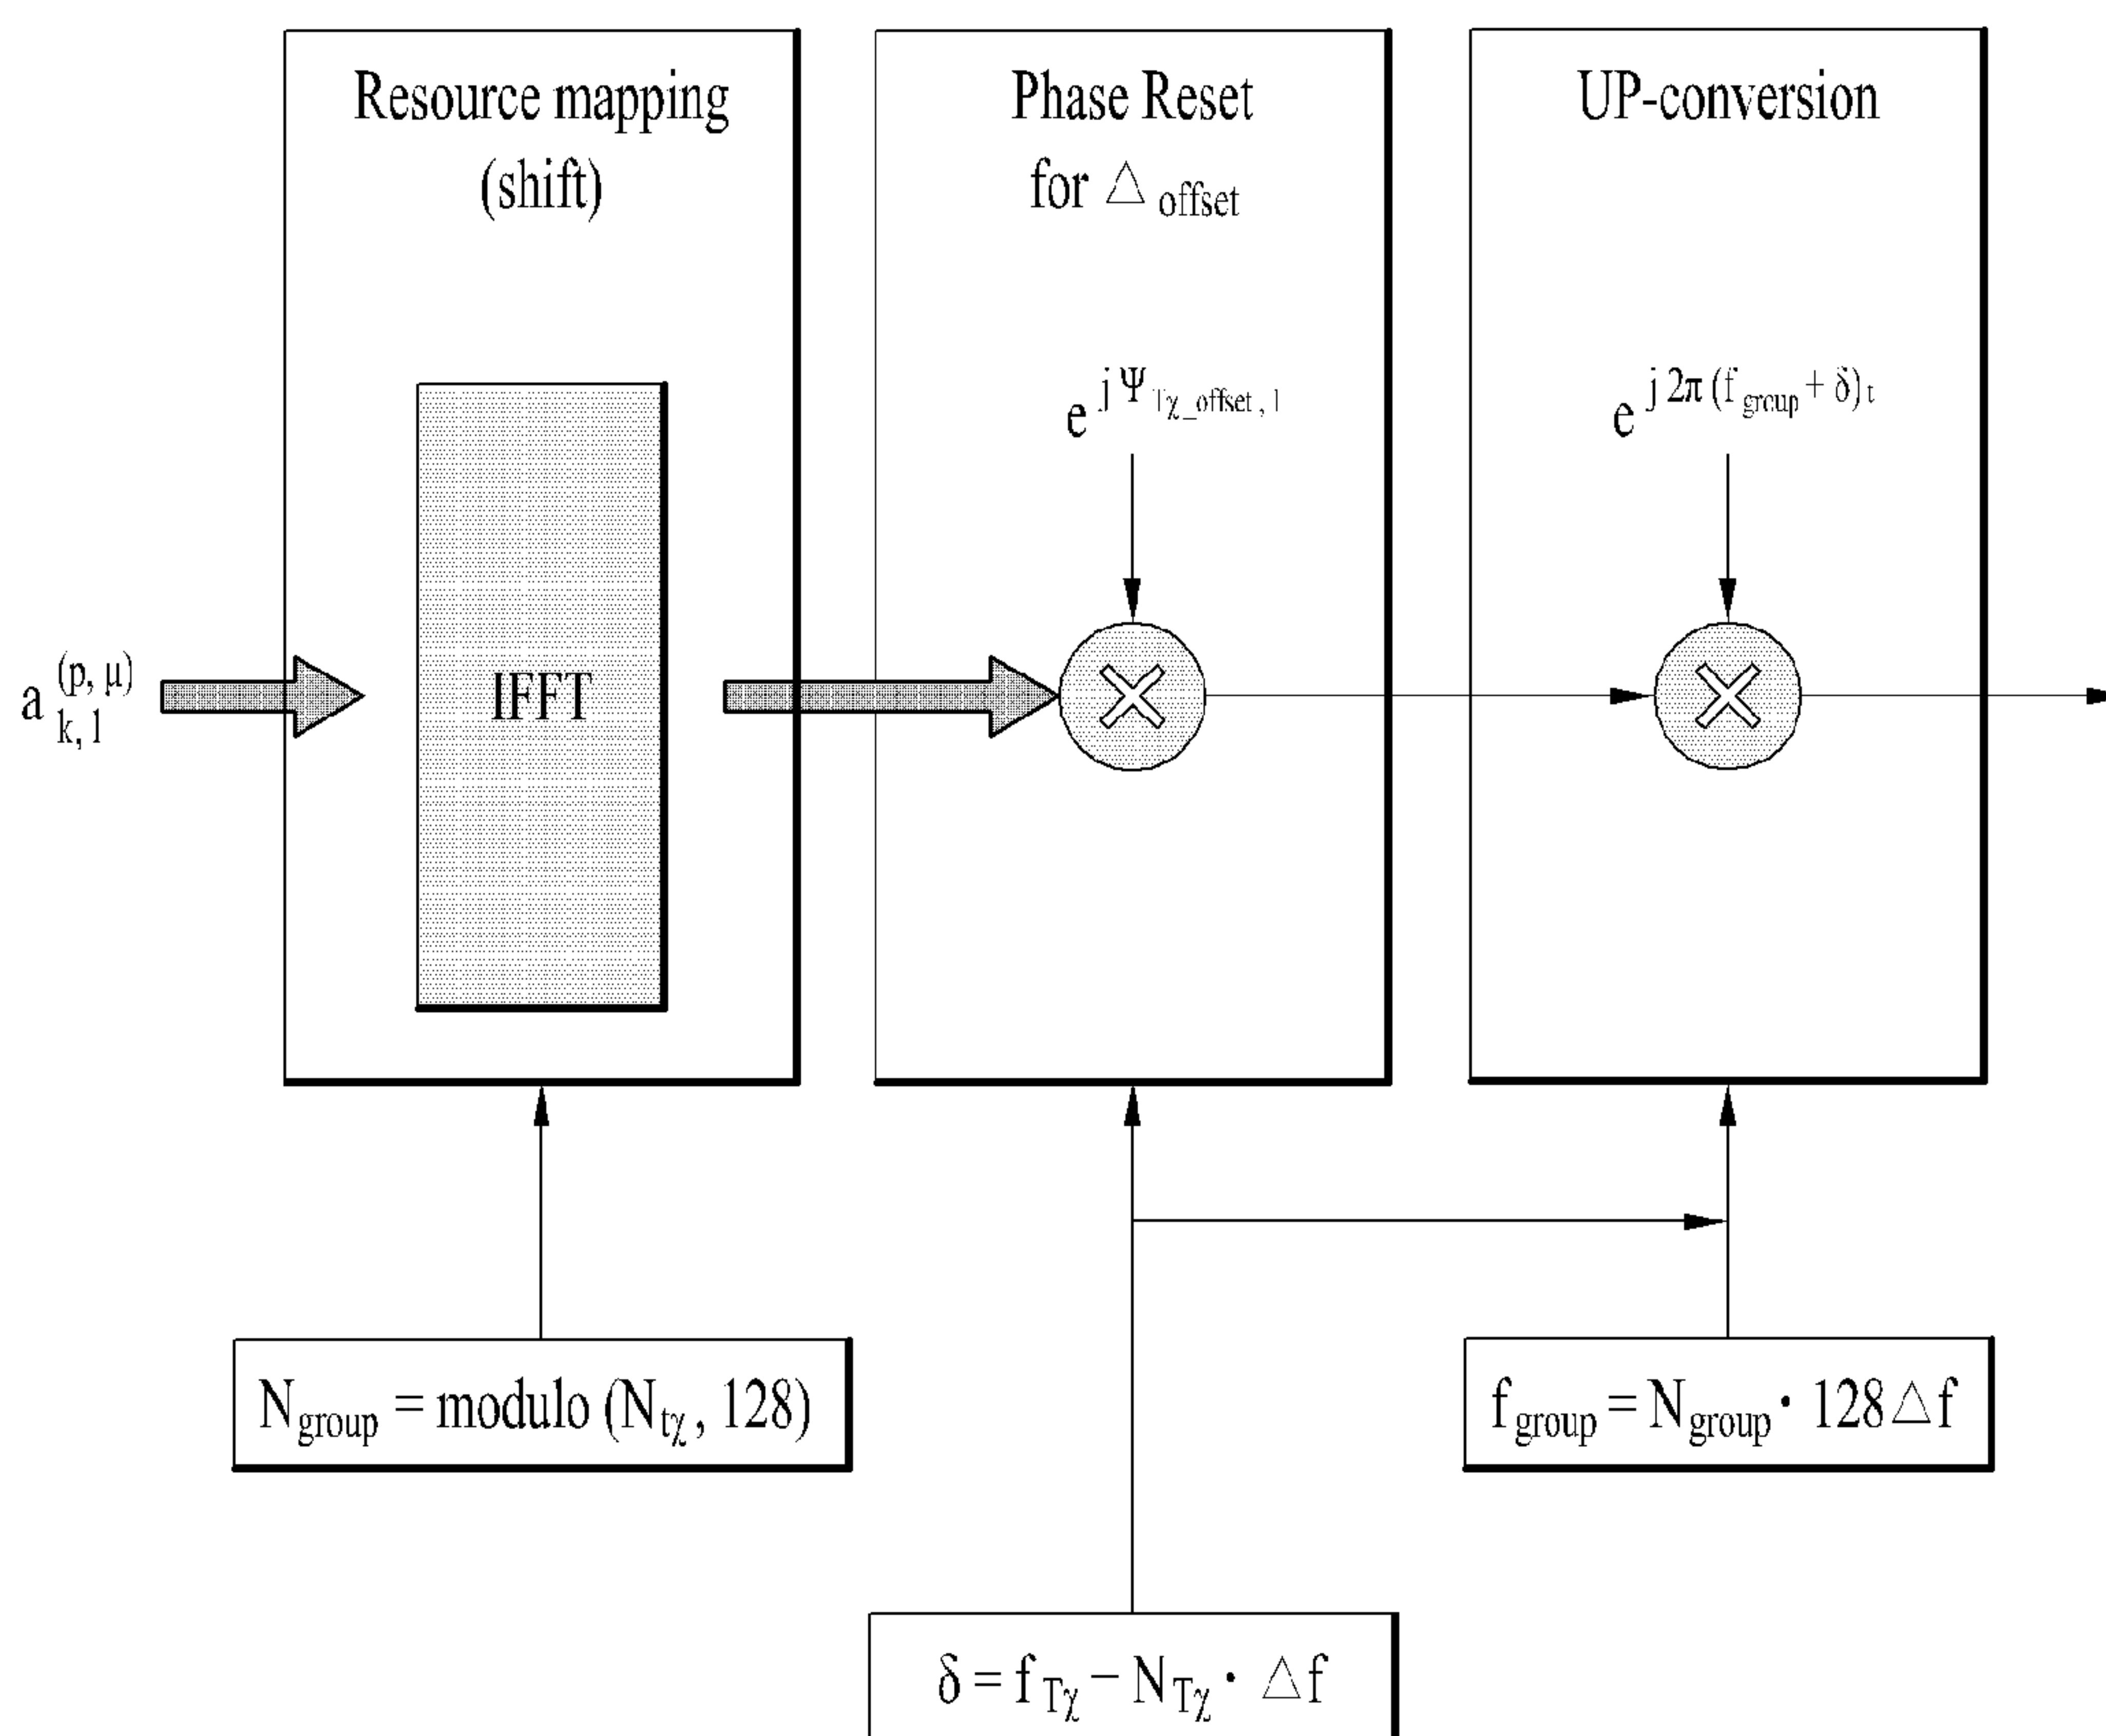 Resource mapping
(shift)
IFFT
a (p, μ) k, l
Phase Reset
for △ offset
e j Ψ Tχ_offset, l
UP-conversion
e j 2π (f group + δ) t
N group = modulo (N tχ, 128)
f group = N group · 128 △ f
δ = f Tχ − N Tχ · △ f